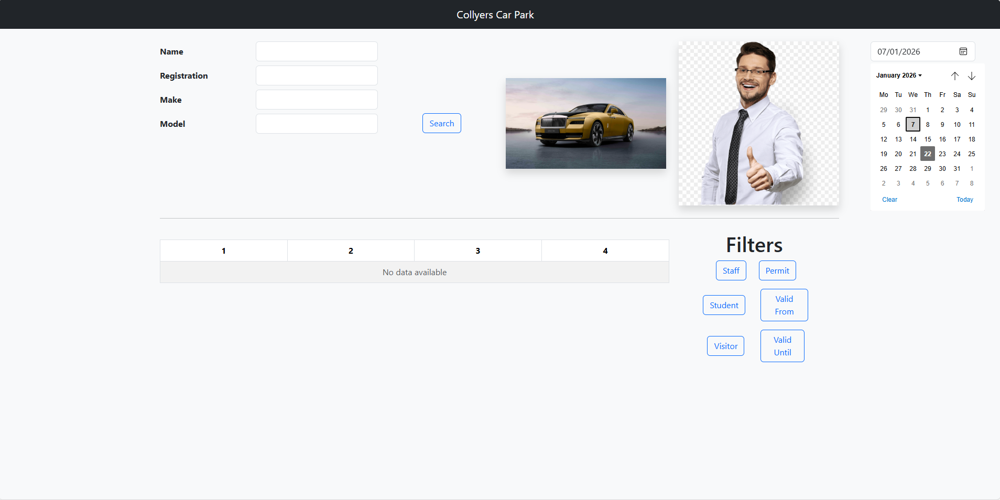 Collyers Car Park
Name
Registration
Make
Model
Search
07/01/2026
January 2026
Mo Tu We Th Fr Sa Su
29 30 31 1 2 3 4
5 6 7 8 9 10 11
12 13 14 15 16 17 18
19 20 21 22 23 24 25
26 27 28 29 30 31 1
2 3 4 5 6 7 8
Clear Today
1 2 3 4
No data available
Filters
Staff Permit
Student
Valid
From
Visitor
Valid
Until